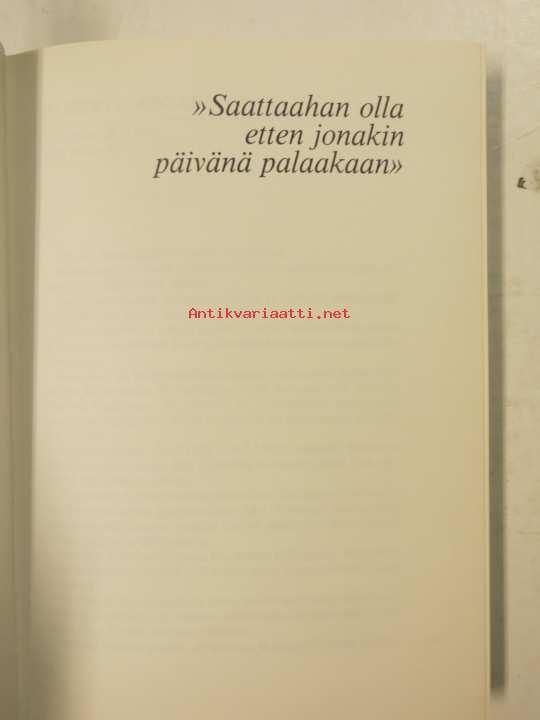 »Saattaahan olla
etten jonakin
päivänä palaakaan»
Antikvariaatti.net